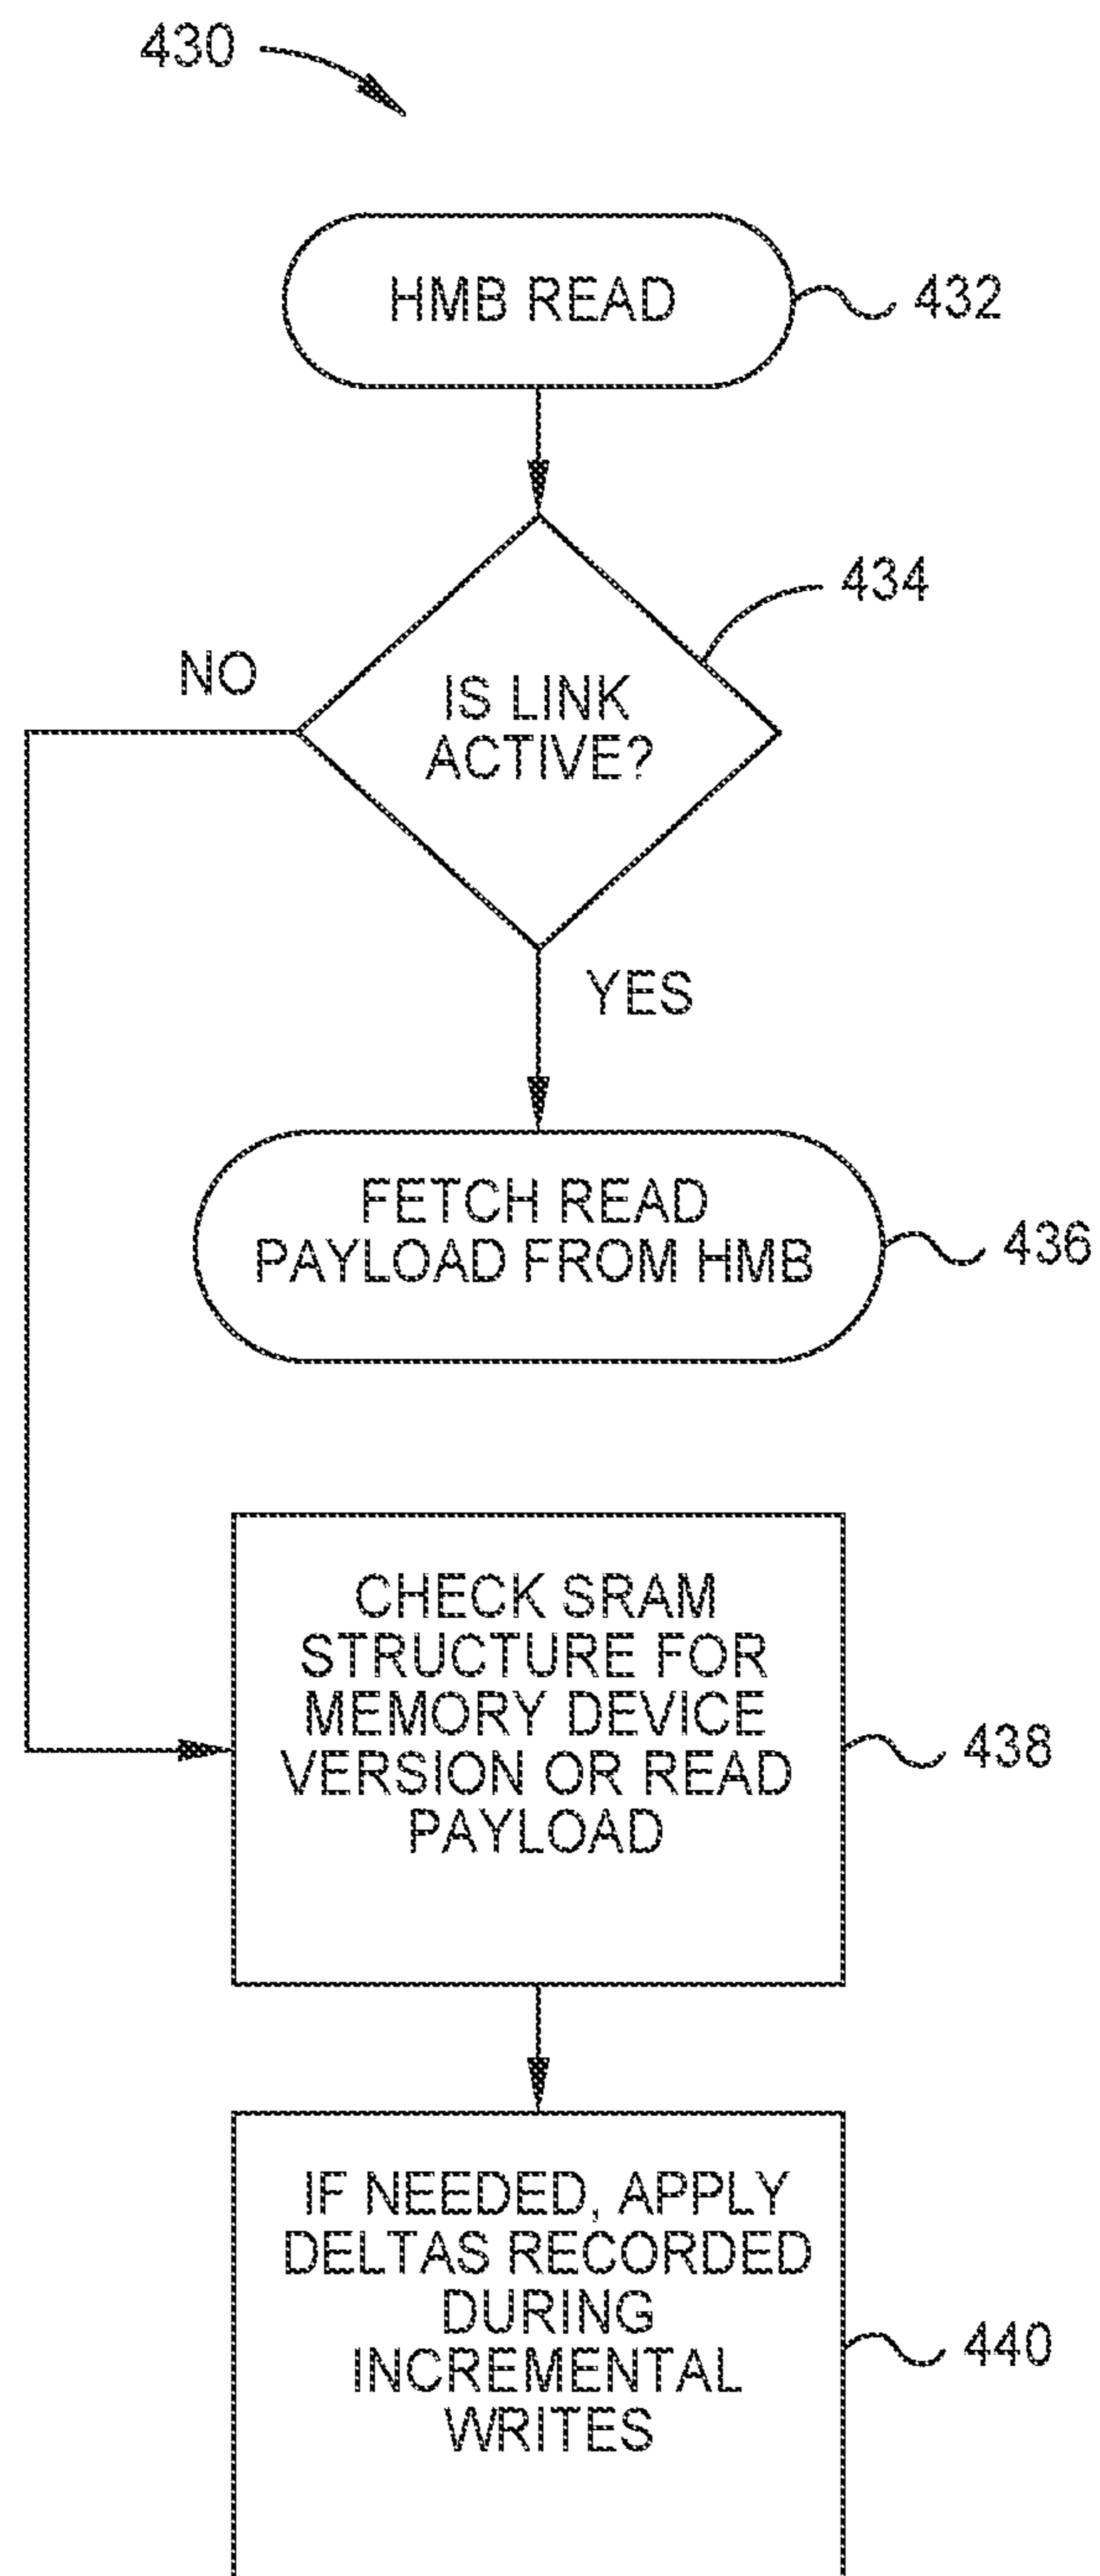 430
HMB READ
432
434
NO
IS LINK
ACTIVE?
YES
FETCH READ
PAYLOAD FROM HMB
436
CHECK SRAM
STRUCTURE FOR
MEMORY DEVICE
VERSION OR READ
PAYLOAD
438
IF NEEDED, APPLY
DELTAS RECORDED
DURING
INCREMENTAL
WRITES
440